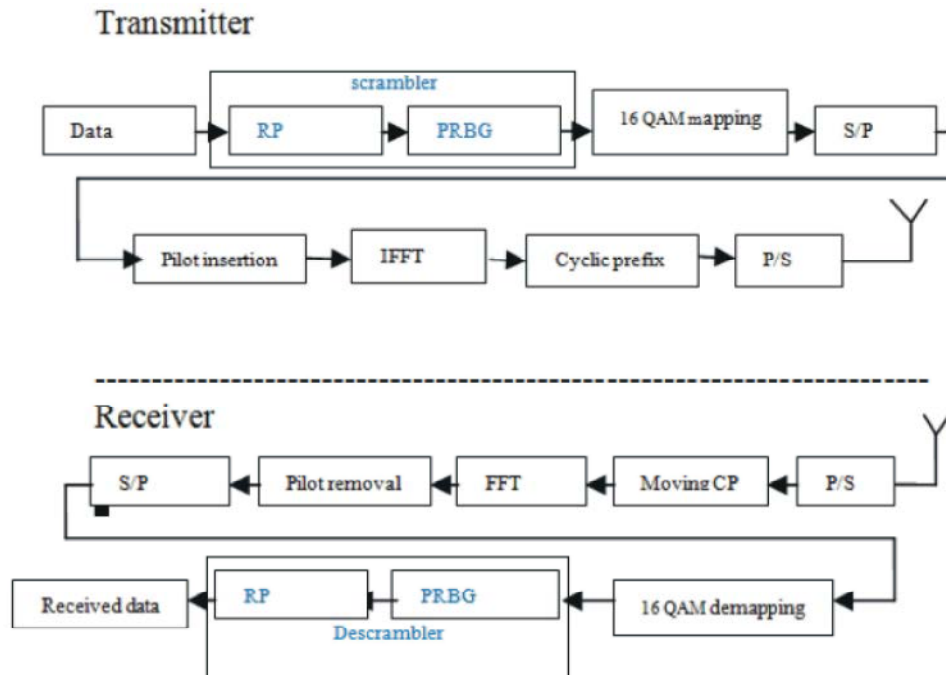 Transmitter
scrambler
Data
RP
PRBG
16 QAM mapping
S/P
Pilot insertion
IFFT
Cyclic prefix
P/S
Receiver
S/P
Pilot removal
FFT
Moving CP
P/S
Received data
RP
PRBG
16 QAM demapping
Descrambler